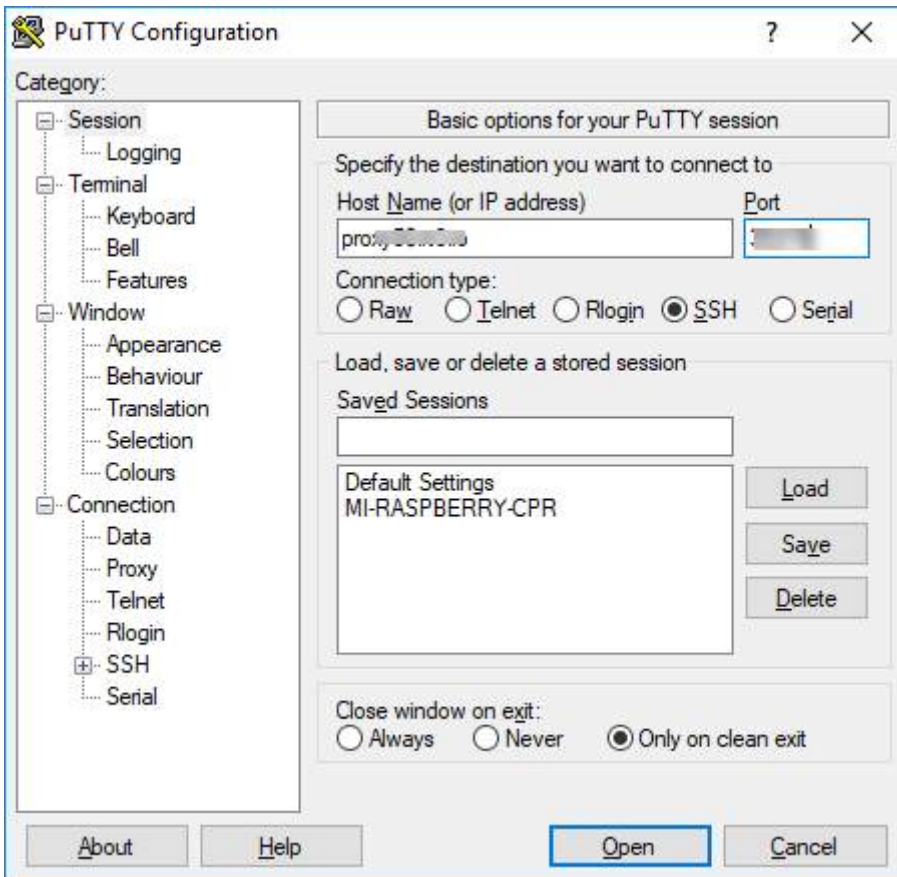 PuTTY Configuration
Category:
Session
Logging
Terminal
Keyboard
Bell
Features
Window
Appearance
Behaviour
Translation
Selection
Colours
Connection
Data
Proxy
Telnet
Rlogin
SSH
Serial
Basic options for your PuTTY session
Specify the destination you want to connect to
Host Name (or IP address) Port
Connection type:
Raw Telnet Rlogin SSH Serial
Load, save or delete a stored session
Saved Sessions
Default Settings
MI-RASPBERRY-CPR
Load
Save
Delete
Close window on exit:
Always Never Only on clean exit
About Help Open Cancel